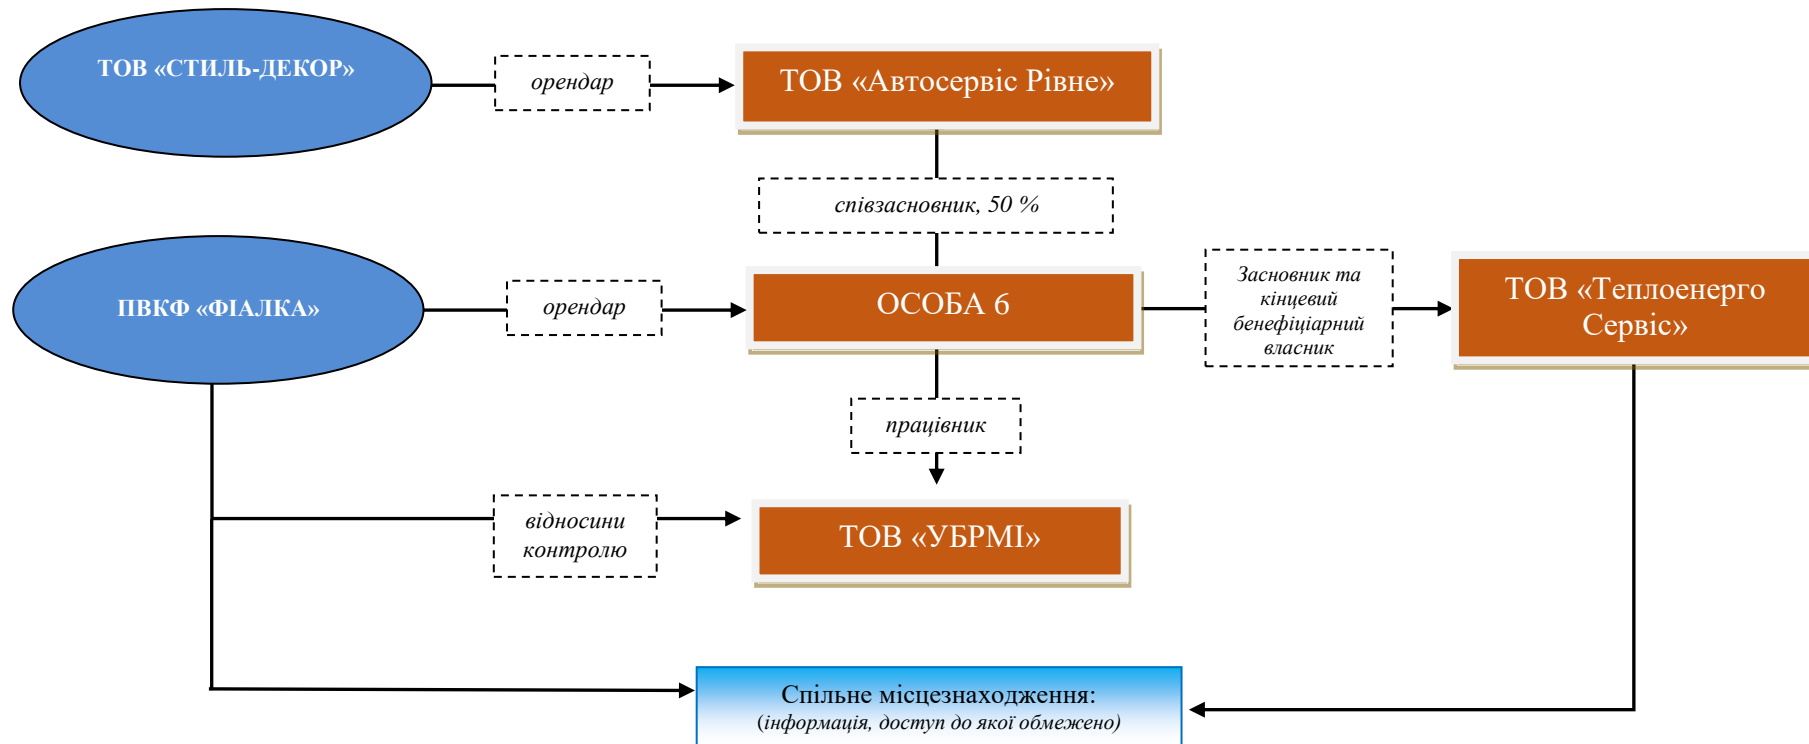 ТОВ «СТИЛЬ-ДЕКОР»
орендар
ТОВ «Автосервіс Рівне»
співзасновник, 50 %
ПВКФ «ФІАЛКА»
орендар
ОСОБА 6
Засновник та
кінцевий
бенефіціарний
власник
ТОВ «Теплоенерго
Сервіс»
працівник
відносини
контролю
ТОВ «УБРМІ»
Спільне місцезнаходження:
(інформація, доступ до якої обмежено)